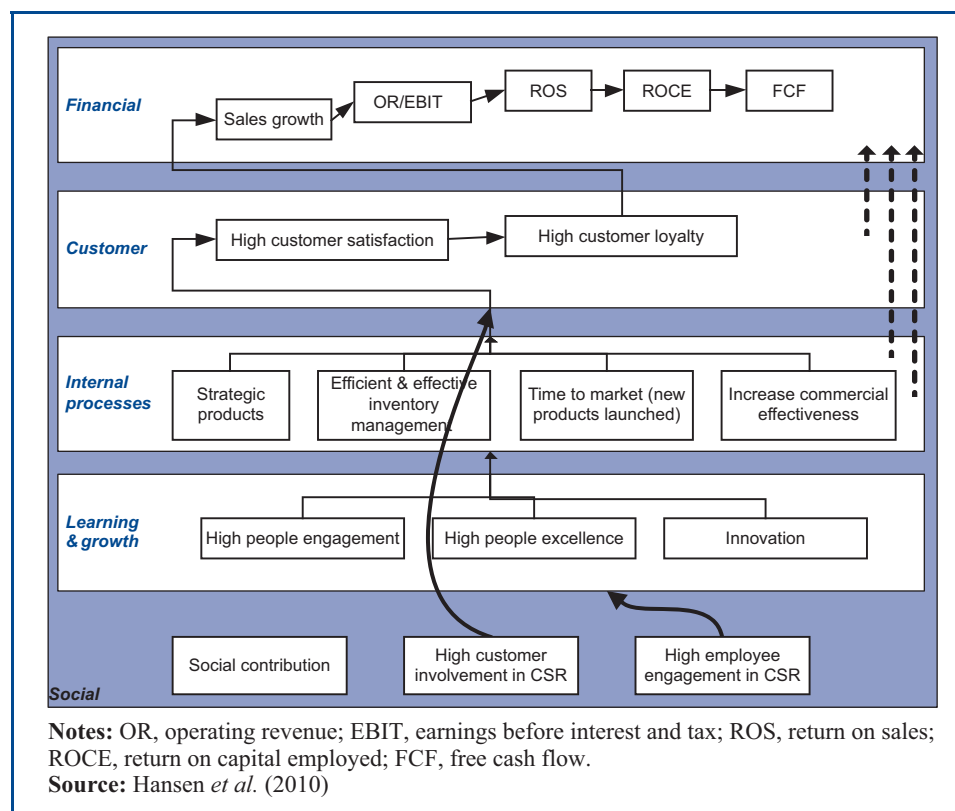 Financial
Sales growth
OR/EBIT
ROS
ROCE
FCF
Customer
High customer satisfaction
High customer loyalty
Internal
processes
Strategic
products
Efficient & effective
inventory
management
Time to market (new
products launched)
Increase commercial
effectiveness
Learning
& growth
High people engagement
High people excellence
Innovation
Social
Social contribution
High customer
involvement in CSR
High employee
engagement in CSR
Notes: OR, operating revenue; EBIT, earnings before interest and tax; ROS, return on sales;
ROCE, return on capital employed; FCF, free cash flow.
Source: Hansen et al. (2010)